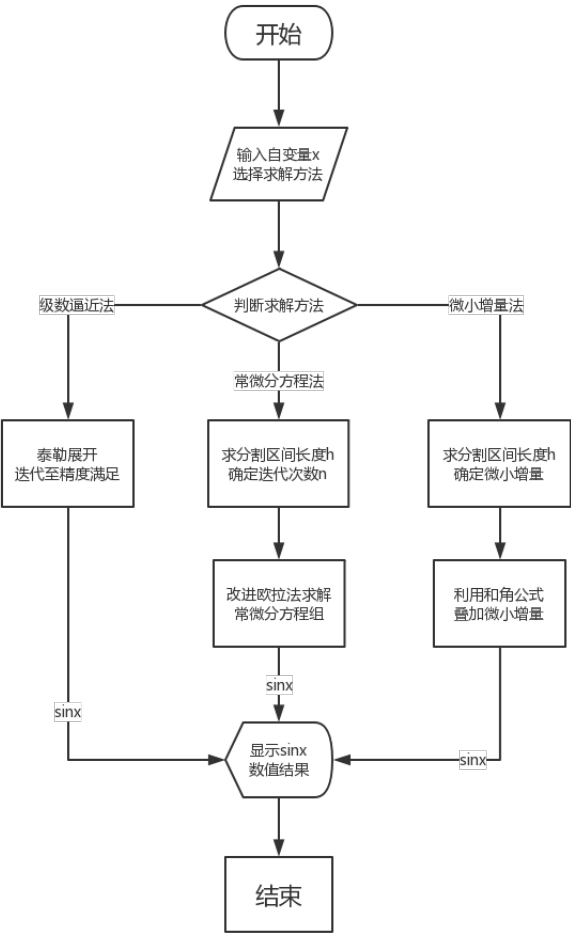 开始
输入自变量x
选择求解方法
级数逼近法
判断求解方法
微小增量法
常微分方程法
泰勒展开
迭代至精度满足
求分割区间长度h
确定迭代次数n
求分割区间长度h
确定微小增量
改进欧拉法求解
常微分方程组
利用和角公式
叠加微小增量
sinx
sinx
sinx
显示sinx
数值结果
结束